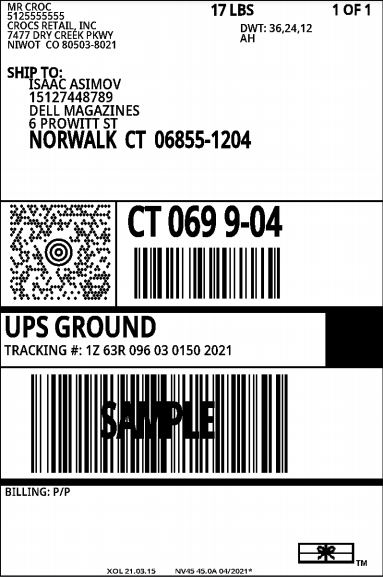 MR CROC
5125555555
CROCS RETAIL, INC
7477 DRY CREEK PKWY
NIWOT CO 80503-8021
17 LBS
1 OF 1
DWT: 36,24,12
AH
SHIP TO:
ISAAC ASIMOV
15127448789
DELL MAGAZINES
6 PROWITT ST
NORWALK CT 06855-1204
CT 069 9-04
UPS GROUND
TRACKING #: 1Z 63R 096 03 0150 2021
SAMPLE
BILLING: P/P
XOL 21.03.15 NV45 45.0A 04/2021*
TM